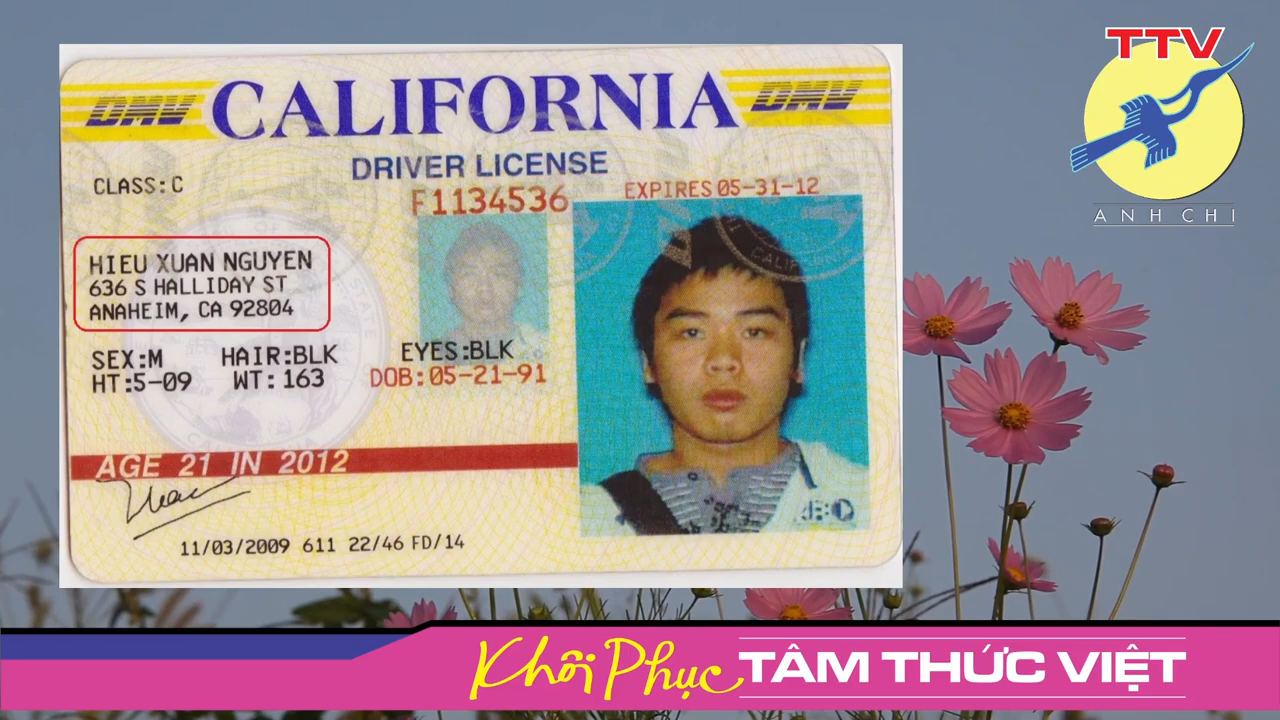 TTV
ANH CHI
DMV CALIFORNIA DMV
DRIVER LICENSE
CLASS:C
F1134536
EXPIRES 05-31-12
HIEU XUAN NGUYEN
636 S HALLIDAY ST
ANAHEIM, CA 92804
SEX:M HAIR:BLK EYES:BLK
HT:5-09 WT:163 DOB:05-21-91
AGE 21 IN 2012
11/03/2009 611 22/46 FD/14
Khôi Phục TÂM THỨC VIỆT